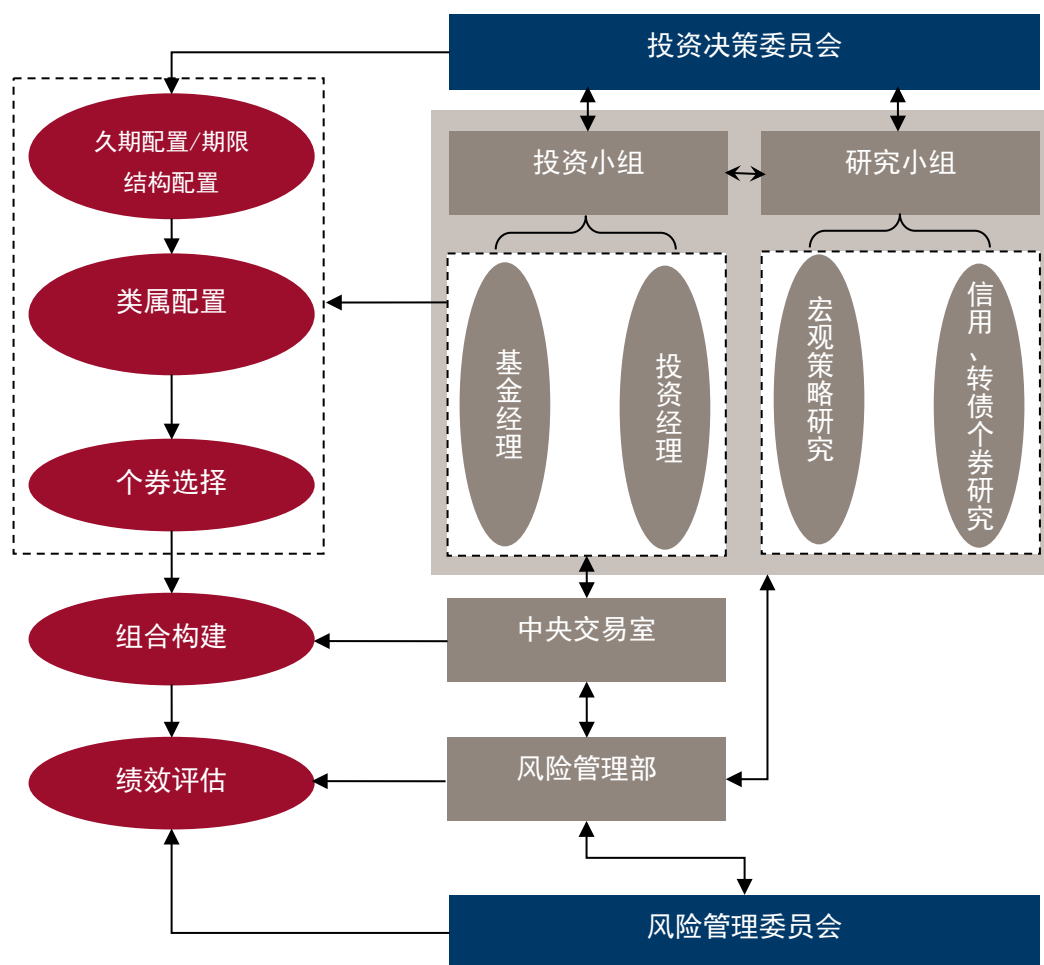 投资决策委员会
久期配置/期限
结构配置
投资小组
研究小组
类属配置
基金经理
投资经理
宏观策略研究
信用、转债个券研究
个券选择
组合构建
中央交易室
绩效评估
风险管理部
风险管理委员会